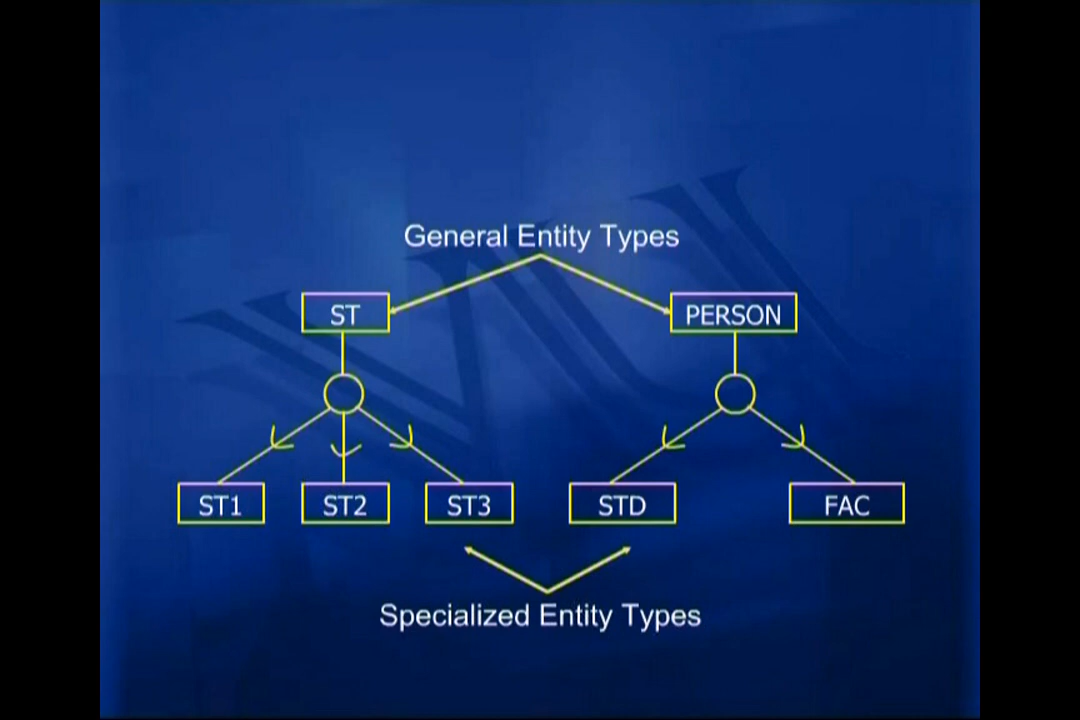 General Entity Types
ST
PERSON
ST1
ST2
ST3
STD
FAC
Specialized Entity Types